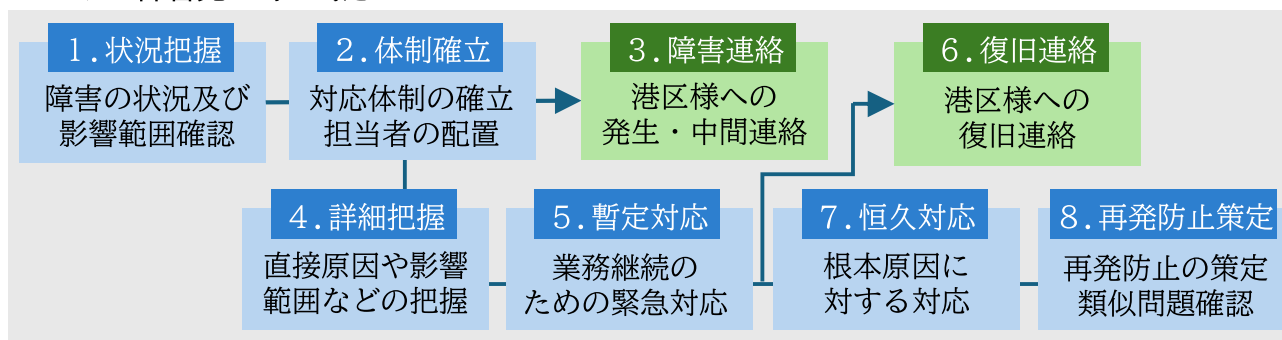 1.状況把握
障害の状況及び
影響範囲確認
2.体制確立
対応体制の確立
担当者の配置
3.障害連絡
港区様への
発生・中間連絡
6.復旧連絡
港区様への
復旧連絡
4.詳細把握
直接原因や影響
範囲などの把握
5.暫定対応
業務継続の
ための緊急対応
7.恒久対応
根本原因に
対する対応
8.再発防止策定
再発防止の策定
類似問題確認